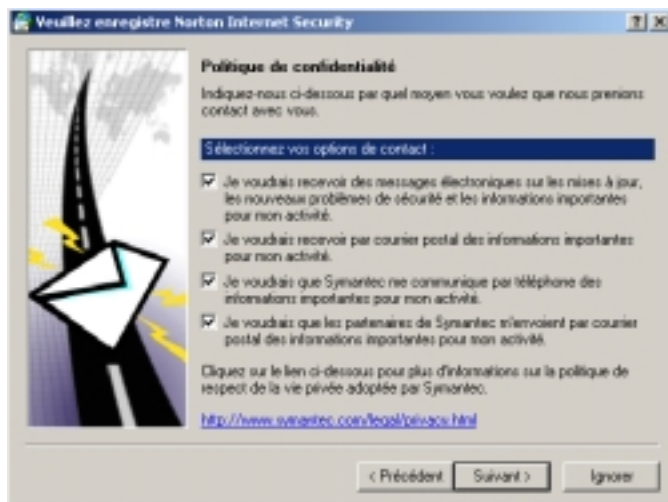 Veuillez enregistre Norton Internet Security
Politique de confidentialité
Indiquez-nous ci-dessous par quel moyen vous voulez que nous prenions
contact avec vous.
Sélectionnez vos options de contact :
Je voudrais recevoir des messages électroniques sur les mises à jour,
les nouveaux problèmes de sécurité et les informations importantes
pour mon activité.
Je voudrais recevoir par courrier postal des informations importantes
pour mon activité.
Je voudrais que Symantec me communique par téléphone des
informations importantes pour mon activité.
Je voudrais que les partenaires de Symantec m'envoient par courrier
postal des informations importantes pour mon activité.
Cliquez sur le lien ci-dessous pour plus d'informations sur la politique de
respect de la vie privée adoptée par Symantec.
http://www.symantec.com/legal/privacy.html
< Précédent
Suivant >
Ignorer